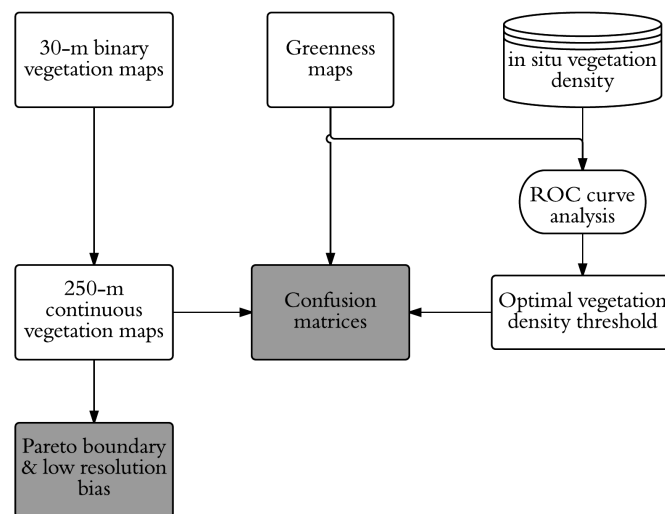 30-m binary
vegetation maps
Greenness
maps
in situ vegetation
density
ROC curve
analysis
250-m
continuous
vegetation maps
Confusion
matrices
Optimal vegetation
density threshold
Pareto boundary
& low resolution
bias